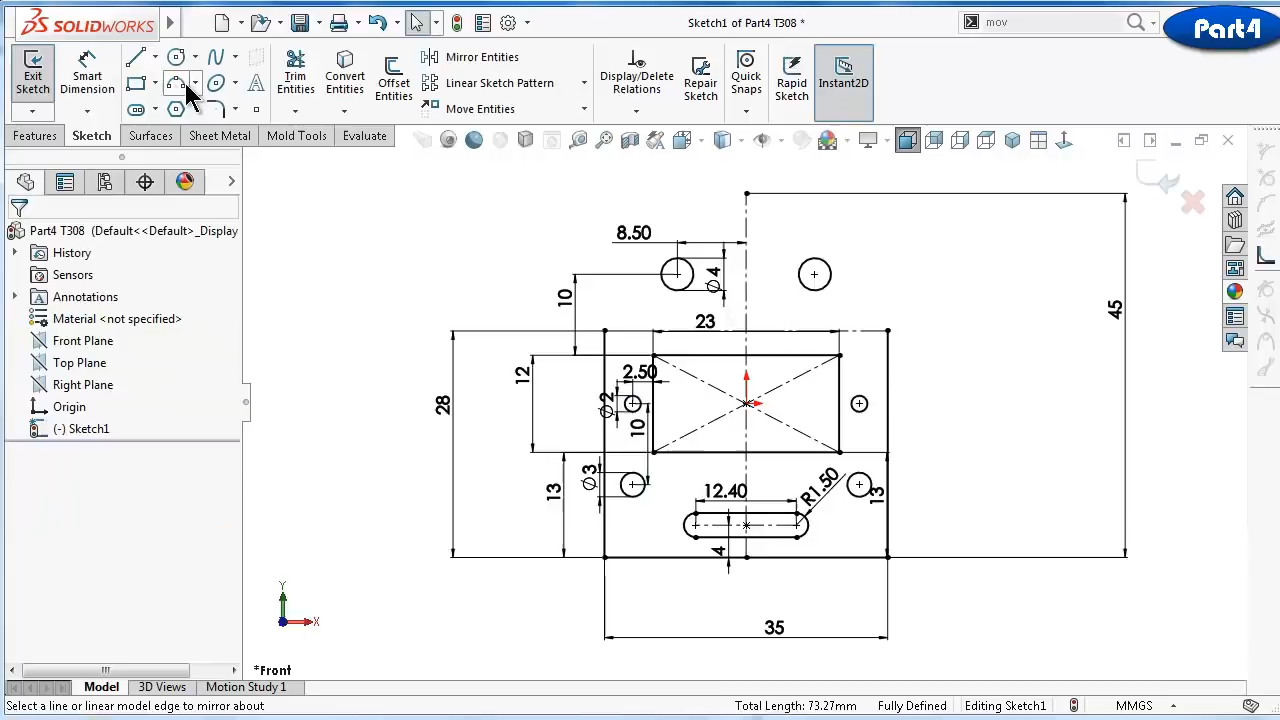 SOLIDWORKS
Sketch1 of Part4 T308 *
mov
Part4
Exit Sketch
Smart Dimension
Trim Entities
Convert Entities
Offset Entities
Mirror Entities
Linear Sketch Pattern
Move Entities
Display/Delete Relations
Repair Sketch
Quick Snaps
Rapid Sketch
Instant2D
Features
Sketch
Surfaces
Sheet Metal
Mold Tools
Evaluate
Part4 T308 (Default<<Default>_Display
History
Sensors
Annotations
Material <not specified>
Front Plane
Top Plane
Right Plane
Origin
(-) Sketch1
8.50
∅4
10
23
45
12
2.50
∅2
28
10
∅3
13
12.40
R1.50
13
4
35
Y
X
*Front
Model
3D Views
Motion Study 1
Select a line or linear model edge to mirror about
Total Length: 73.27mm
Fully Defined
Editing Sketch1
MMGS